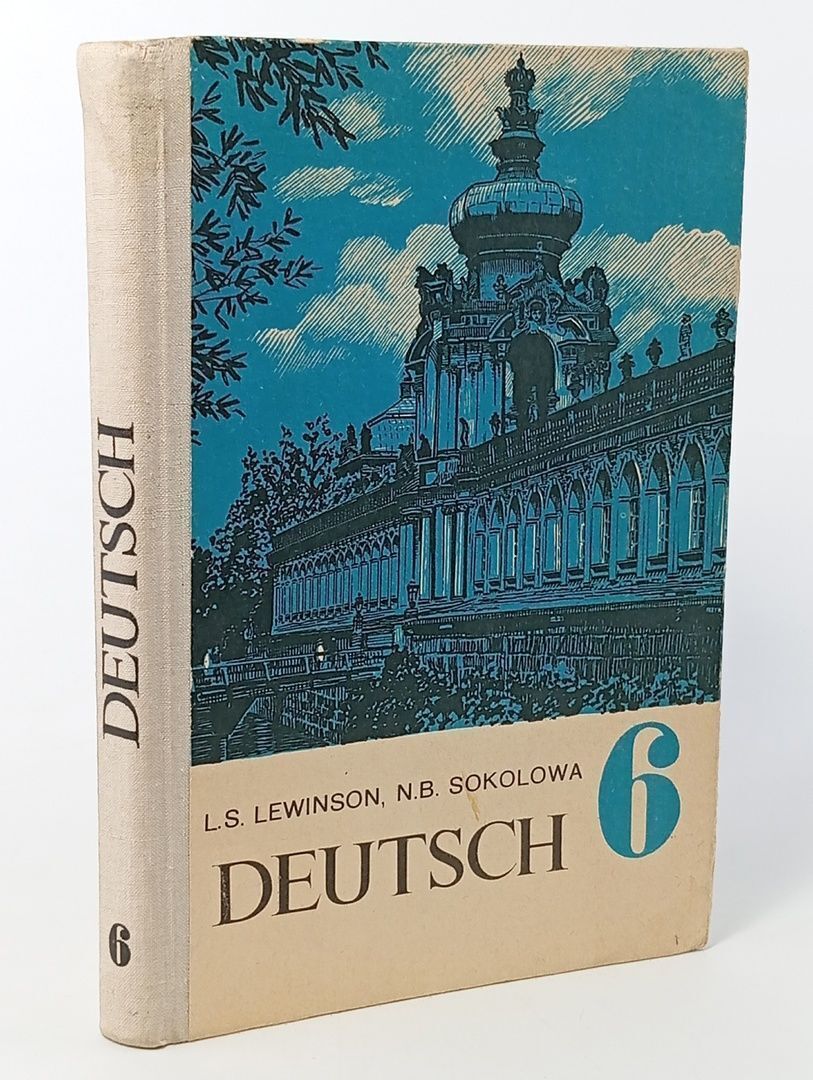 DEUTSCH
6
L.S. LEWINSON, N.B. SOKOLOWA
DEUTSCH 6